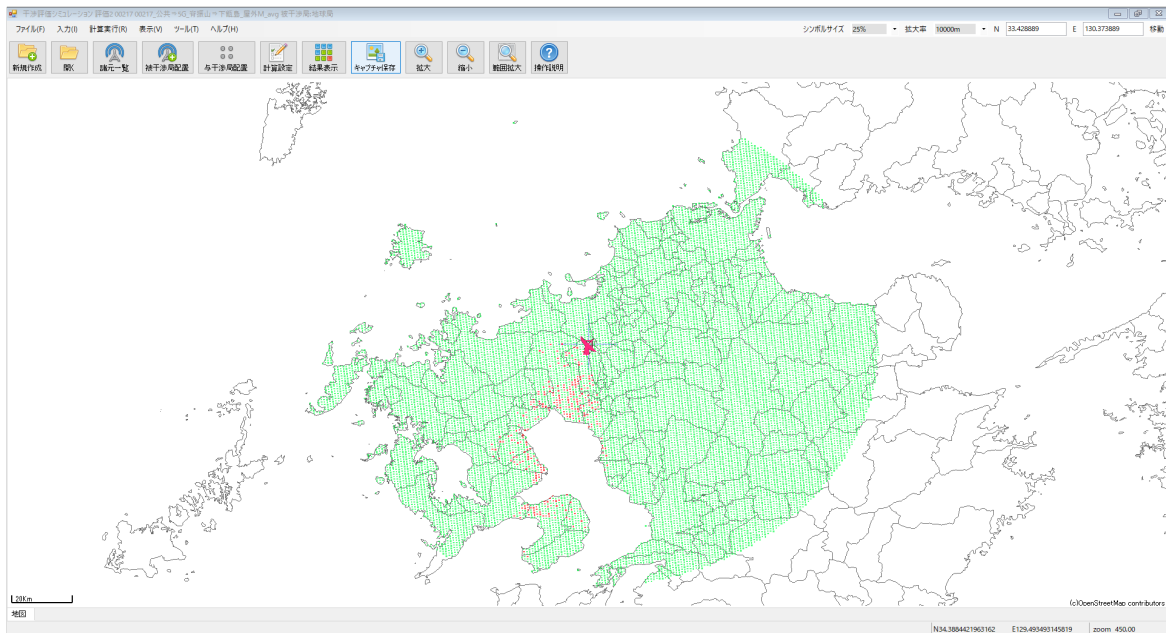 干渉評価シミュレーション 評価2 00217 00217_公共⇒5G_背振山⇒下船島_屋外M_avg 被干渉局:地球局
ファイル(F) 入力(I) 計算実行(R) 表示(V) ツール(T) ヘルプ(H) シンボルサイズ 25% 拡大率 10000m N 33.428889 E 130.373889 移動
新規作成 開く 諸元一覧 被干渉局配置 与干渉局配置 計算設定 結果表示 キャプチャ保存 拡大 縮小 範囲拡大 操作説明
20Km
(c)OpenStreetMap contributors
地図
N34.3884421963162 E129.493493145819 zoom 450.00